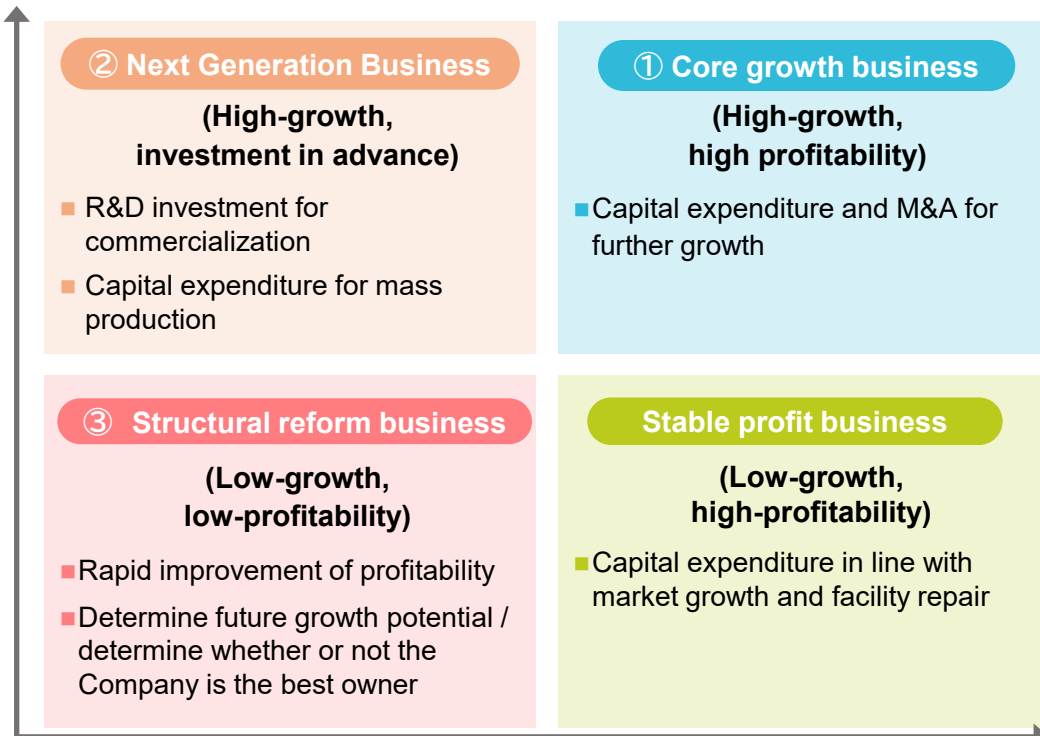 ② Next Generation Business
(High-growth,
investment in advance)
■ R&D investment for
commercialization
■ Capital expenditure for mass
production
① Core growth business
(High-growth,
high profitability)
■Capital expenditure and M&A for
further growth
③ Structural reform business
(Low-growth,
low-profitability)
■Rapid improvement of profitability
■Determine future growth potential /
determine whether or not the
Company is the best owner
Stable profit business
(Low-growth,
high-profitability)
■Capital expenditure in line with
market growth and facility repair